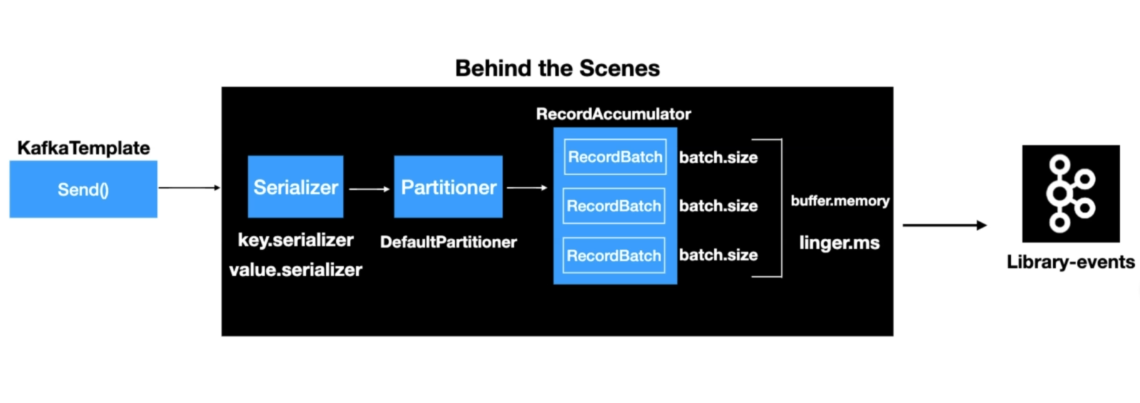 Behind the Scenes
KafkaTemplate
Send()
Serializer
key.serializer
value.serializer
Partitioner
DefaultPartitioner
RecordAccumulator
RecordBatch
batch.size
RecordBatch
batch.size
RecordBatch
batch.size
buffer.memory
linger.ms
Library-events